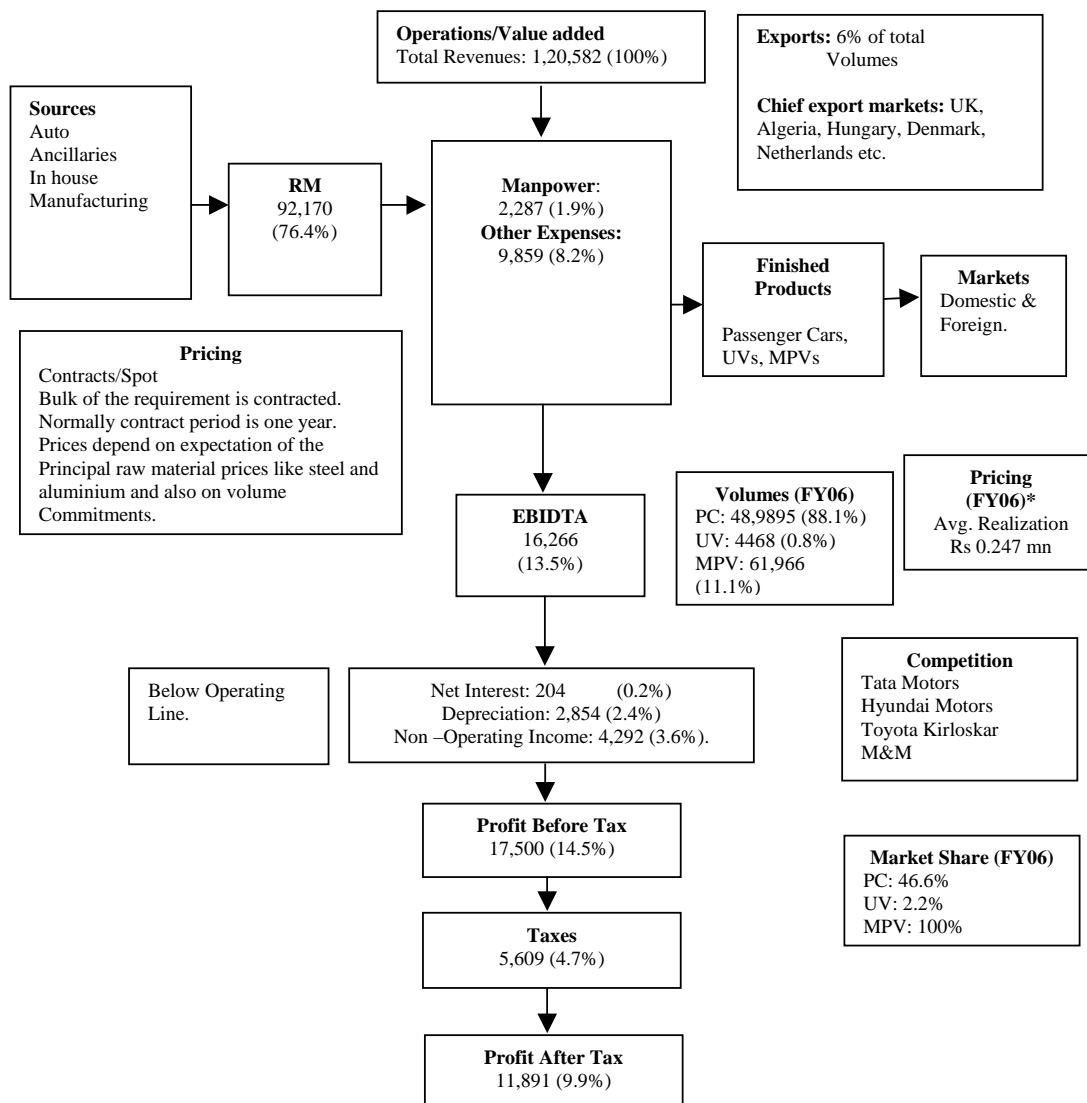 Operations/Value added
Total Revenues: 1,20,582 (100%)
Exports: 6% of total
Volumes
Chief export markets: UK,
Algeria, Hungary, Denmark,
Netherlands etc.
Sources
Auto
Ancillaries
In house
Manufacturing
RM
92,170
(76.4%)
Manpower:
2,287 (1.9%)
Other Expenses:
9,859 (8.2%)
Finished
Products
Passenger Cars,
UVs, MPVs
Markets
Domestic &
Foreign.
Pricing
Contracts/Spot
Bulk of the requirement is contracted.
Normally contract period is one year.
Prices depend on expectation of the
Principal raw material prices like steel and
aluminium and also on volume
Commitments.
EBIDTA
16,266
(13.5%)
Volumes (FY06)
PC: 48,9895 (88.1%)
UV: 4468 (0.8%)
MPV: 61,966
(11.1%)
Pricing
(FY06)*
Avg. Realization
Rs 0.247 mn
Below Operating
Line.
Net Interest: 204 (0.2%)
Depreciation: 2,854 (2.4%)
Non –Operating Income: 4,292 (3.6%).
Competition
Tata Motors
Hyundai Motors
Toyota Kirloskar
M&M
Profit Before Tax
17,500 (14.5%)
Market Share (FY06)
PC: 46.6%
UV: 2.2%
MPV: 100%
Taxes
5,609 (4.7%)
Profit After Tax
11,891 (9.9%)